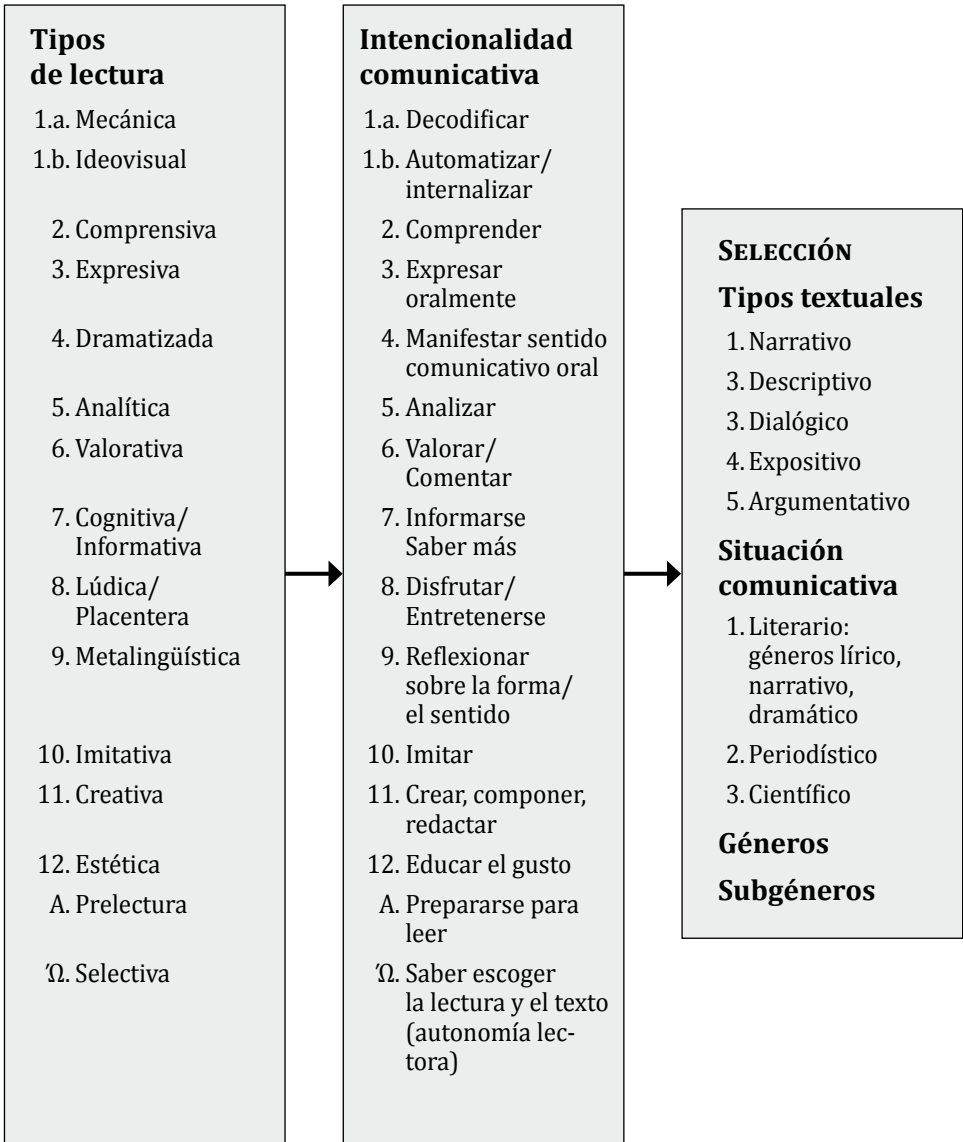 Tipos
de lectura
1.a. Mecánica
1.b. Ideovisual
2. Comprensiva
3. Expresiva
4. Dramatizada
5. Analítica
6. Valorativa
7. Cognitiva/
Informativa
8. Lúdica/
Placentera
9. Metalingüística
10. Imitativa
11. Creativa
12. Estética
A. Prelectura
Ώ. Selectiva
Intencionalidad
comunicativa
1.a. Decodificar
1.b. Automatizar/
internalizar
2. Comprender
3. Expresar
oralmente
4. Manifestar sentido
comunicativo oral
5. Analizar
6. Valorar/
Comentar
7. Informarse
Saber más
8. Disfrutar/
Entretenerse
9. Reflexionar
sobre la forma/
el sentido
10. Imitar
11. Crear, componer,
redactar
12. Educar el gusto
A. Prepararse para
leer
Ώ. Saber escoger
la lectura y el texto
(autonomía lec-
tora)
SELECCIÓN
Tipos textuales
1. Narrativo
3. Descriptivo
3. Dialógico
4. Expositivo
5. Argumentativo
Situación
comunicativa
1. Literario:
géneros lírico,
narrativo,
dramático
2. Periodístico
3. Científico
Géneros
Subgéneros